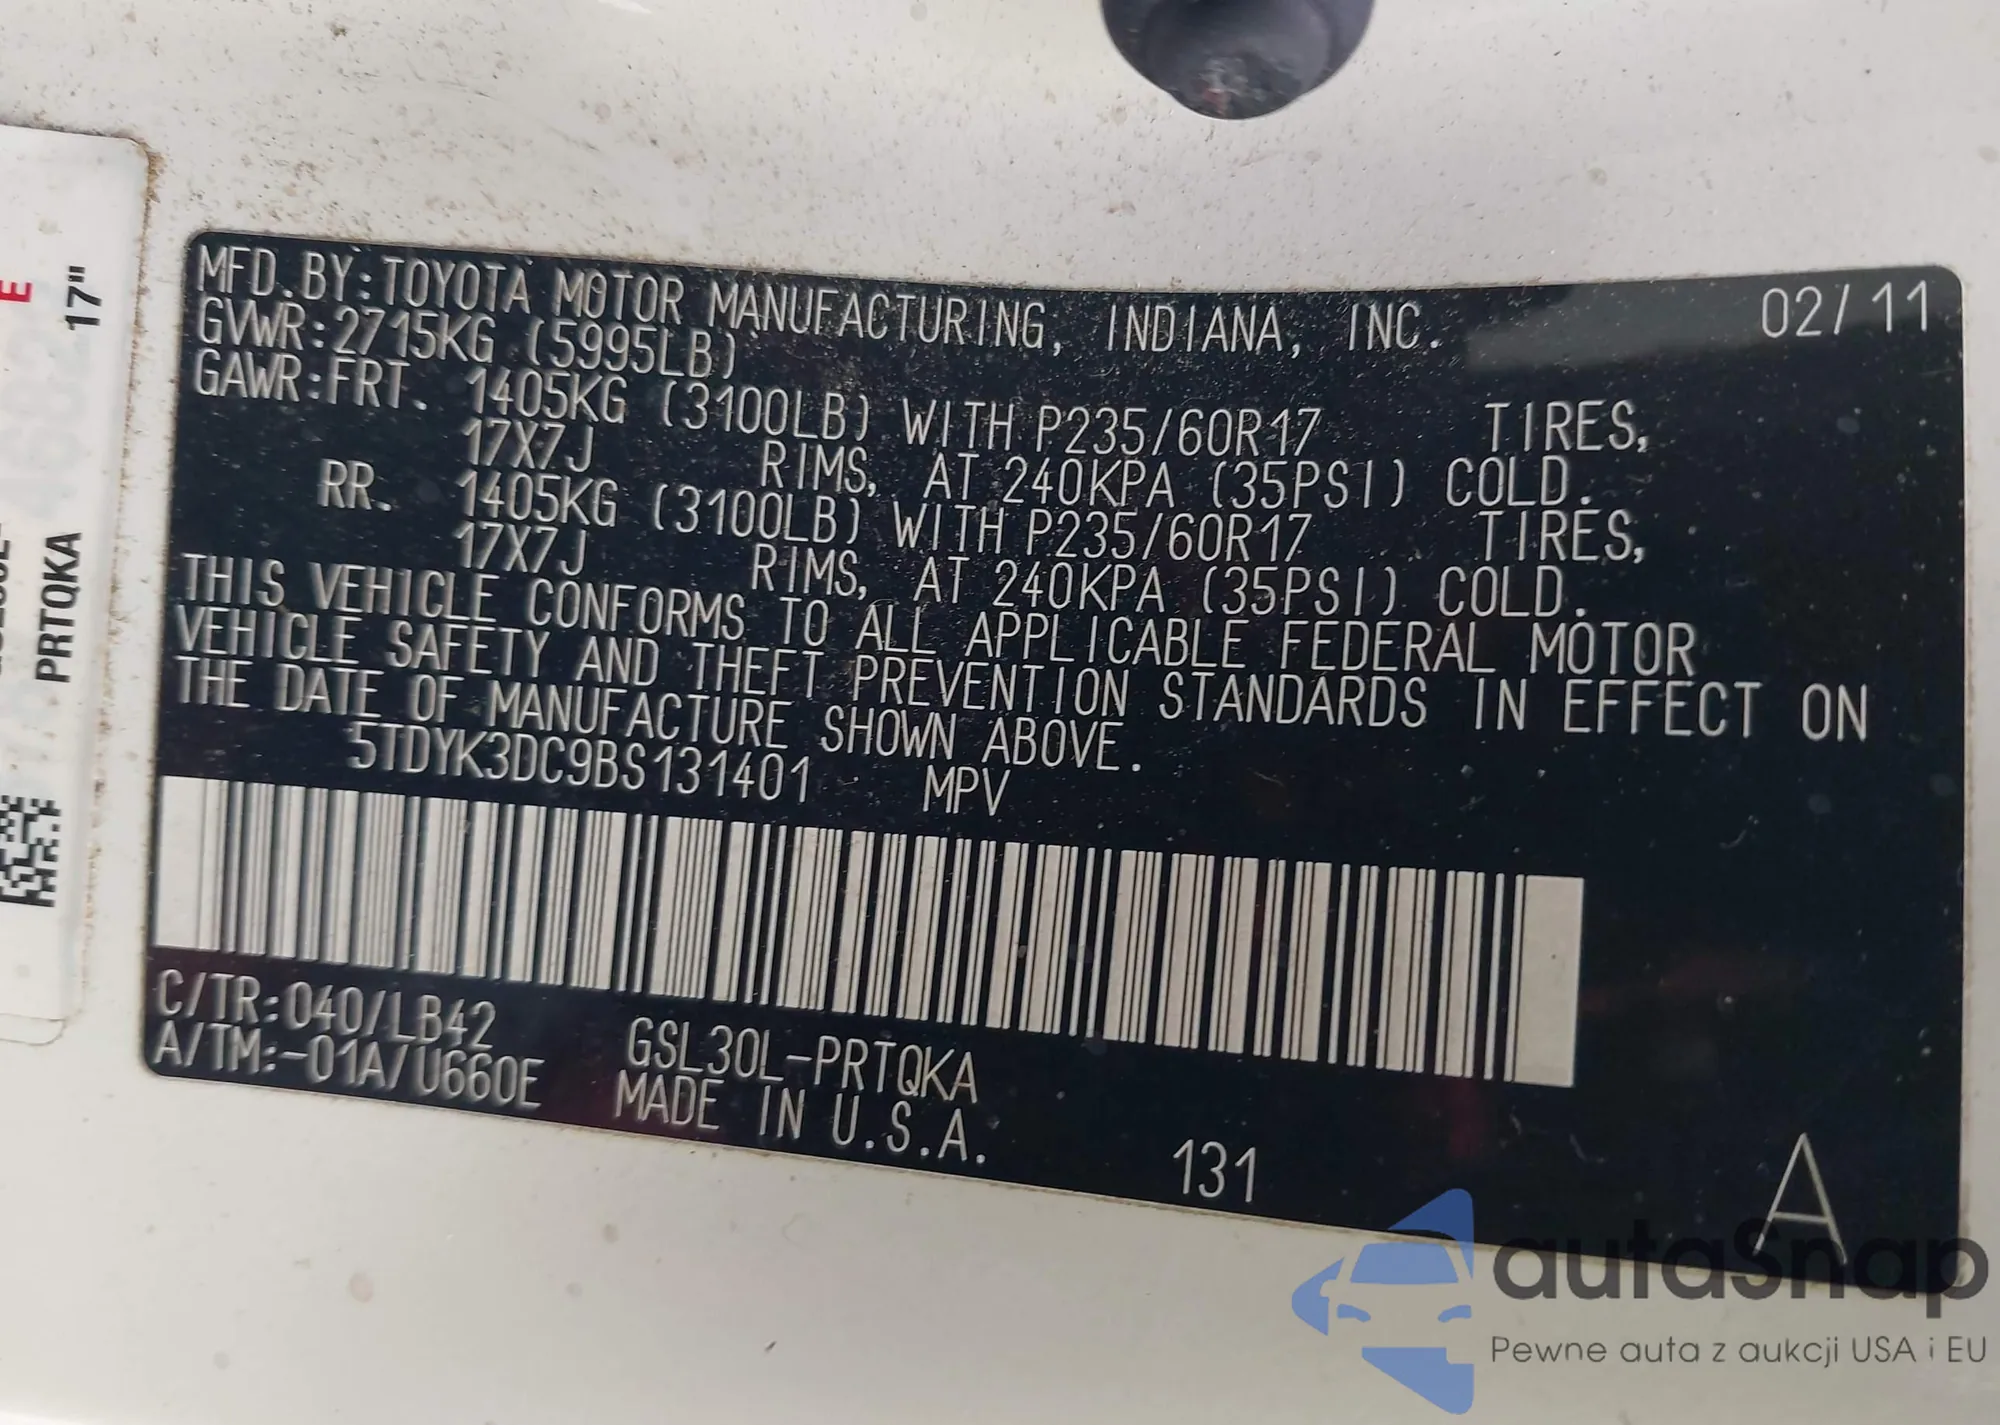 E
17"
PRTQKA
MFD.BY:TOYOTA MOTOR MANUFACTURING, INDIANA, INC. 02/11
GVWR:2715KG (5995LB)
GAWR:FRT. 1405KG (3100LB) WITH P235/60R17 TIRES,
17X7J RIMS, AT 240KPA (35PSI) COLD.
RR. 1405KG (3100LB) WITH P235/60R17 TIRES,
17X7J RIMS, AT 240KPA (35PSI) COLD.
THIS VEHICLE CONFORMS TO ALL APPLICABLE FEDERAL MOTOR
VEHICLE SAFETY AND THEFT PREVENTION STANDARDS IN EFFECT ON
THE DATE OF MANUFACTURE SHOWN ABOVE.
5TDYK3DC9BS131401 MPV
C/TR:040/LB42 GSL30L-PRTQKA
A/TM:-01A/U660E MADE IN U.S.A.
131 A
autaSnap
Pewne auta z aukcji USA i EU